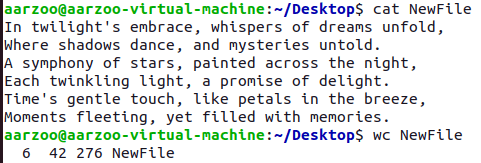 aarzoo@aarzoo-virtual-machine:~/Desktop$ cat NewFile
In twilight's embrace, whispers of dreams unfold,
Where shadows dance, and mysteries untold.
A symphony of stars, painted across the night,
Each twinkling light, a promise of delight.
Time's gentle touch, like petals in the breeze,
Moments fleeting, yet filled with memories.
aarzoo@aarzoo-virtual-machine:~/Desktop$ wc NewFile
  6  42 276 NewFile